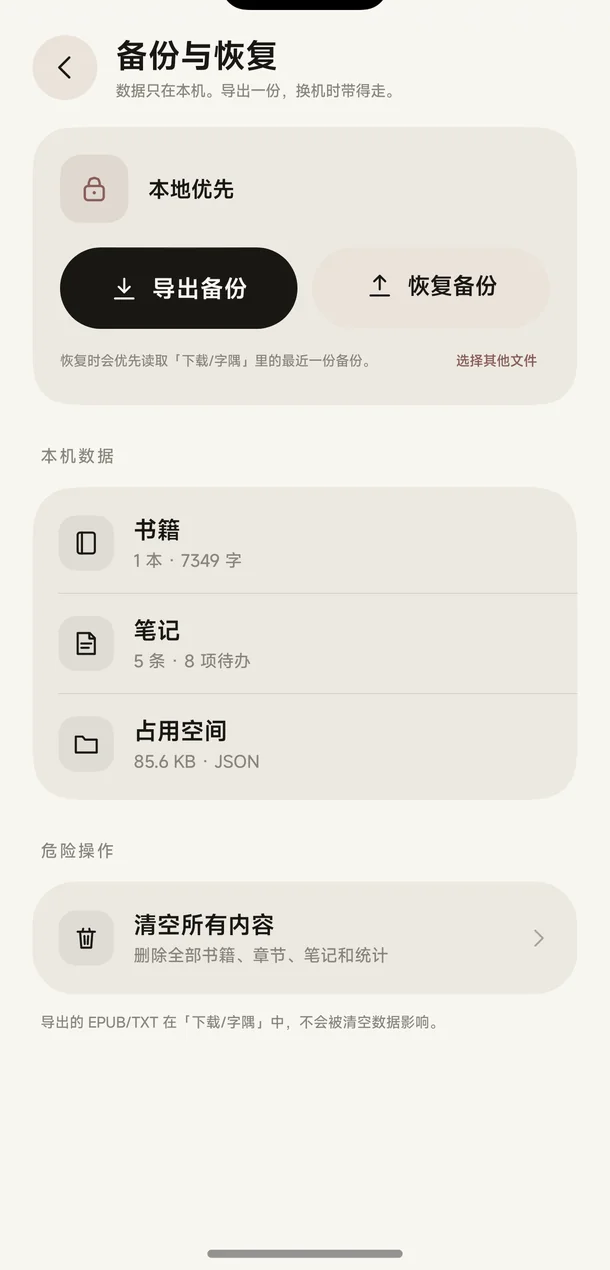 备份与恢复
数据只在本机。导出一份，换机时带得走。
本地优先
导出备份
恢复备份
恢复时会优先读取「下载/字隅」里的最近一份备份。
选择其他文件
本机数据
书籍
1 本 · 7349 字
笔记
5 条 · 8 项待办
占用空间
85.6 KB · JSON
危险操作
清空所有内容
删除全部书籍、章节、笔记和统计
导出的 EPUB/TXT 在「下载/字隅」中，不会被清空数据影响。